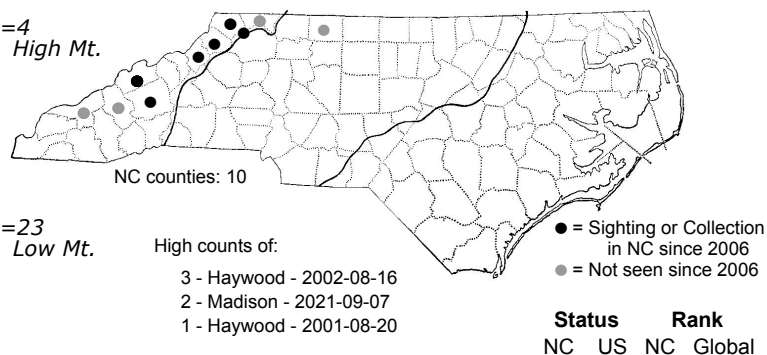 =4
High Mt.
NC counties: 10
=23
Low Mt.
High counts of:
3 - Haywood - 2002-08-16
2 - Madison - 2021-09-07
1 - Haywood - 2001-08-20
= Sighting or Collection
in NC since 2006
= Not seen since 2006
Status Rank
NC US NC Global